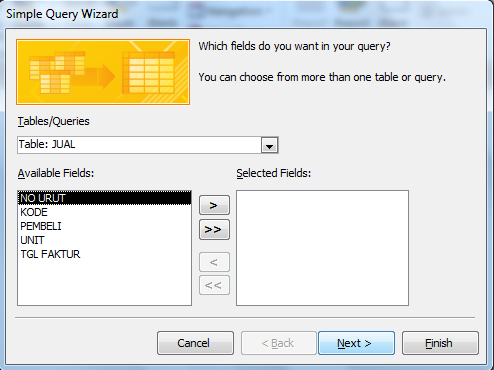 Simple Query Wizard
Which fields do you want in your query?
You can choose from more than one table or query.
Tables/Queries
Table: JUAL
Available Fields:
Selected Fields:
NO URUT
KODE
PEMBELI
UNIT
TGL FAKTUR
>
>>
<
<<
Cancel
< Back
Next >
Finish